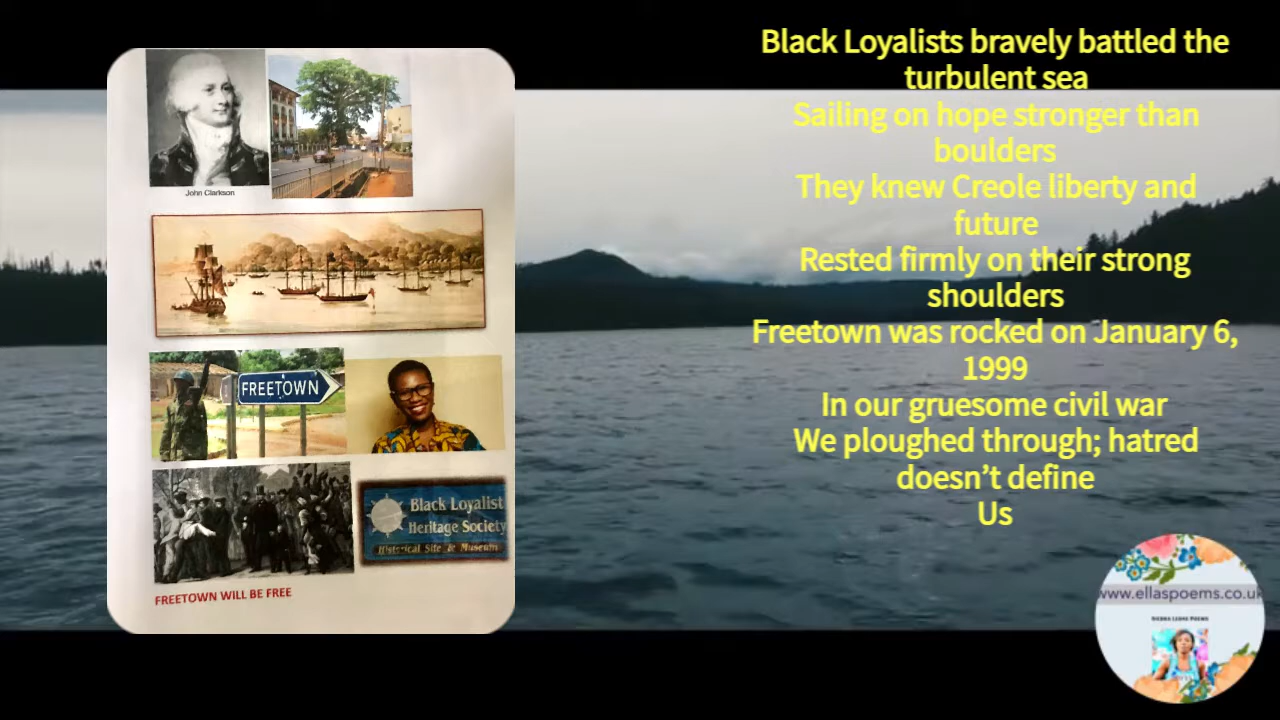 John Clarkson
FREETOWN
Black Loyalist
Heritage Society
Historical Site & Museum
FREETOWN WILL BE FREE
Black Loyalists bravely battled the
turbulent sea
Sailing on hope stronger than
boulders
They knew Creole liberty and
future
Rested firmly on their strong
shoulders
Freetown was rocked on January 6,
1999
In our gruesome civil war
We ploughed through; hatred
doesn’t define
Us
www.ellaspoems.co.uk
SIERRA LEONE POEMS